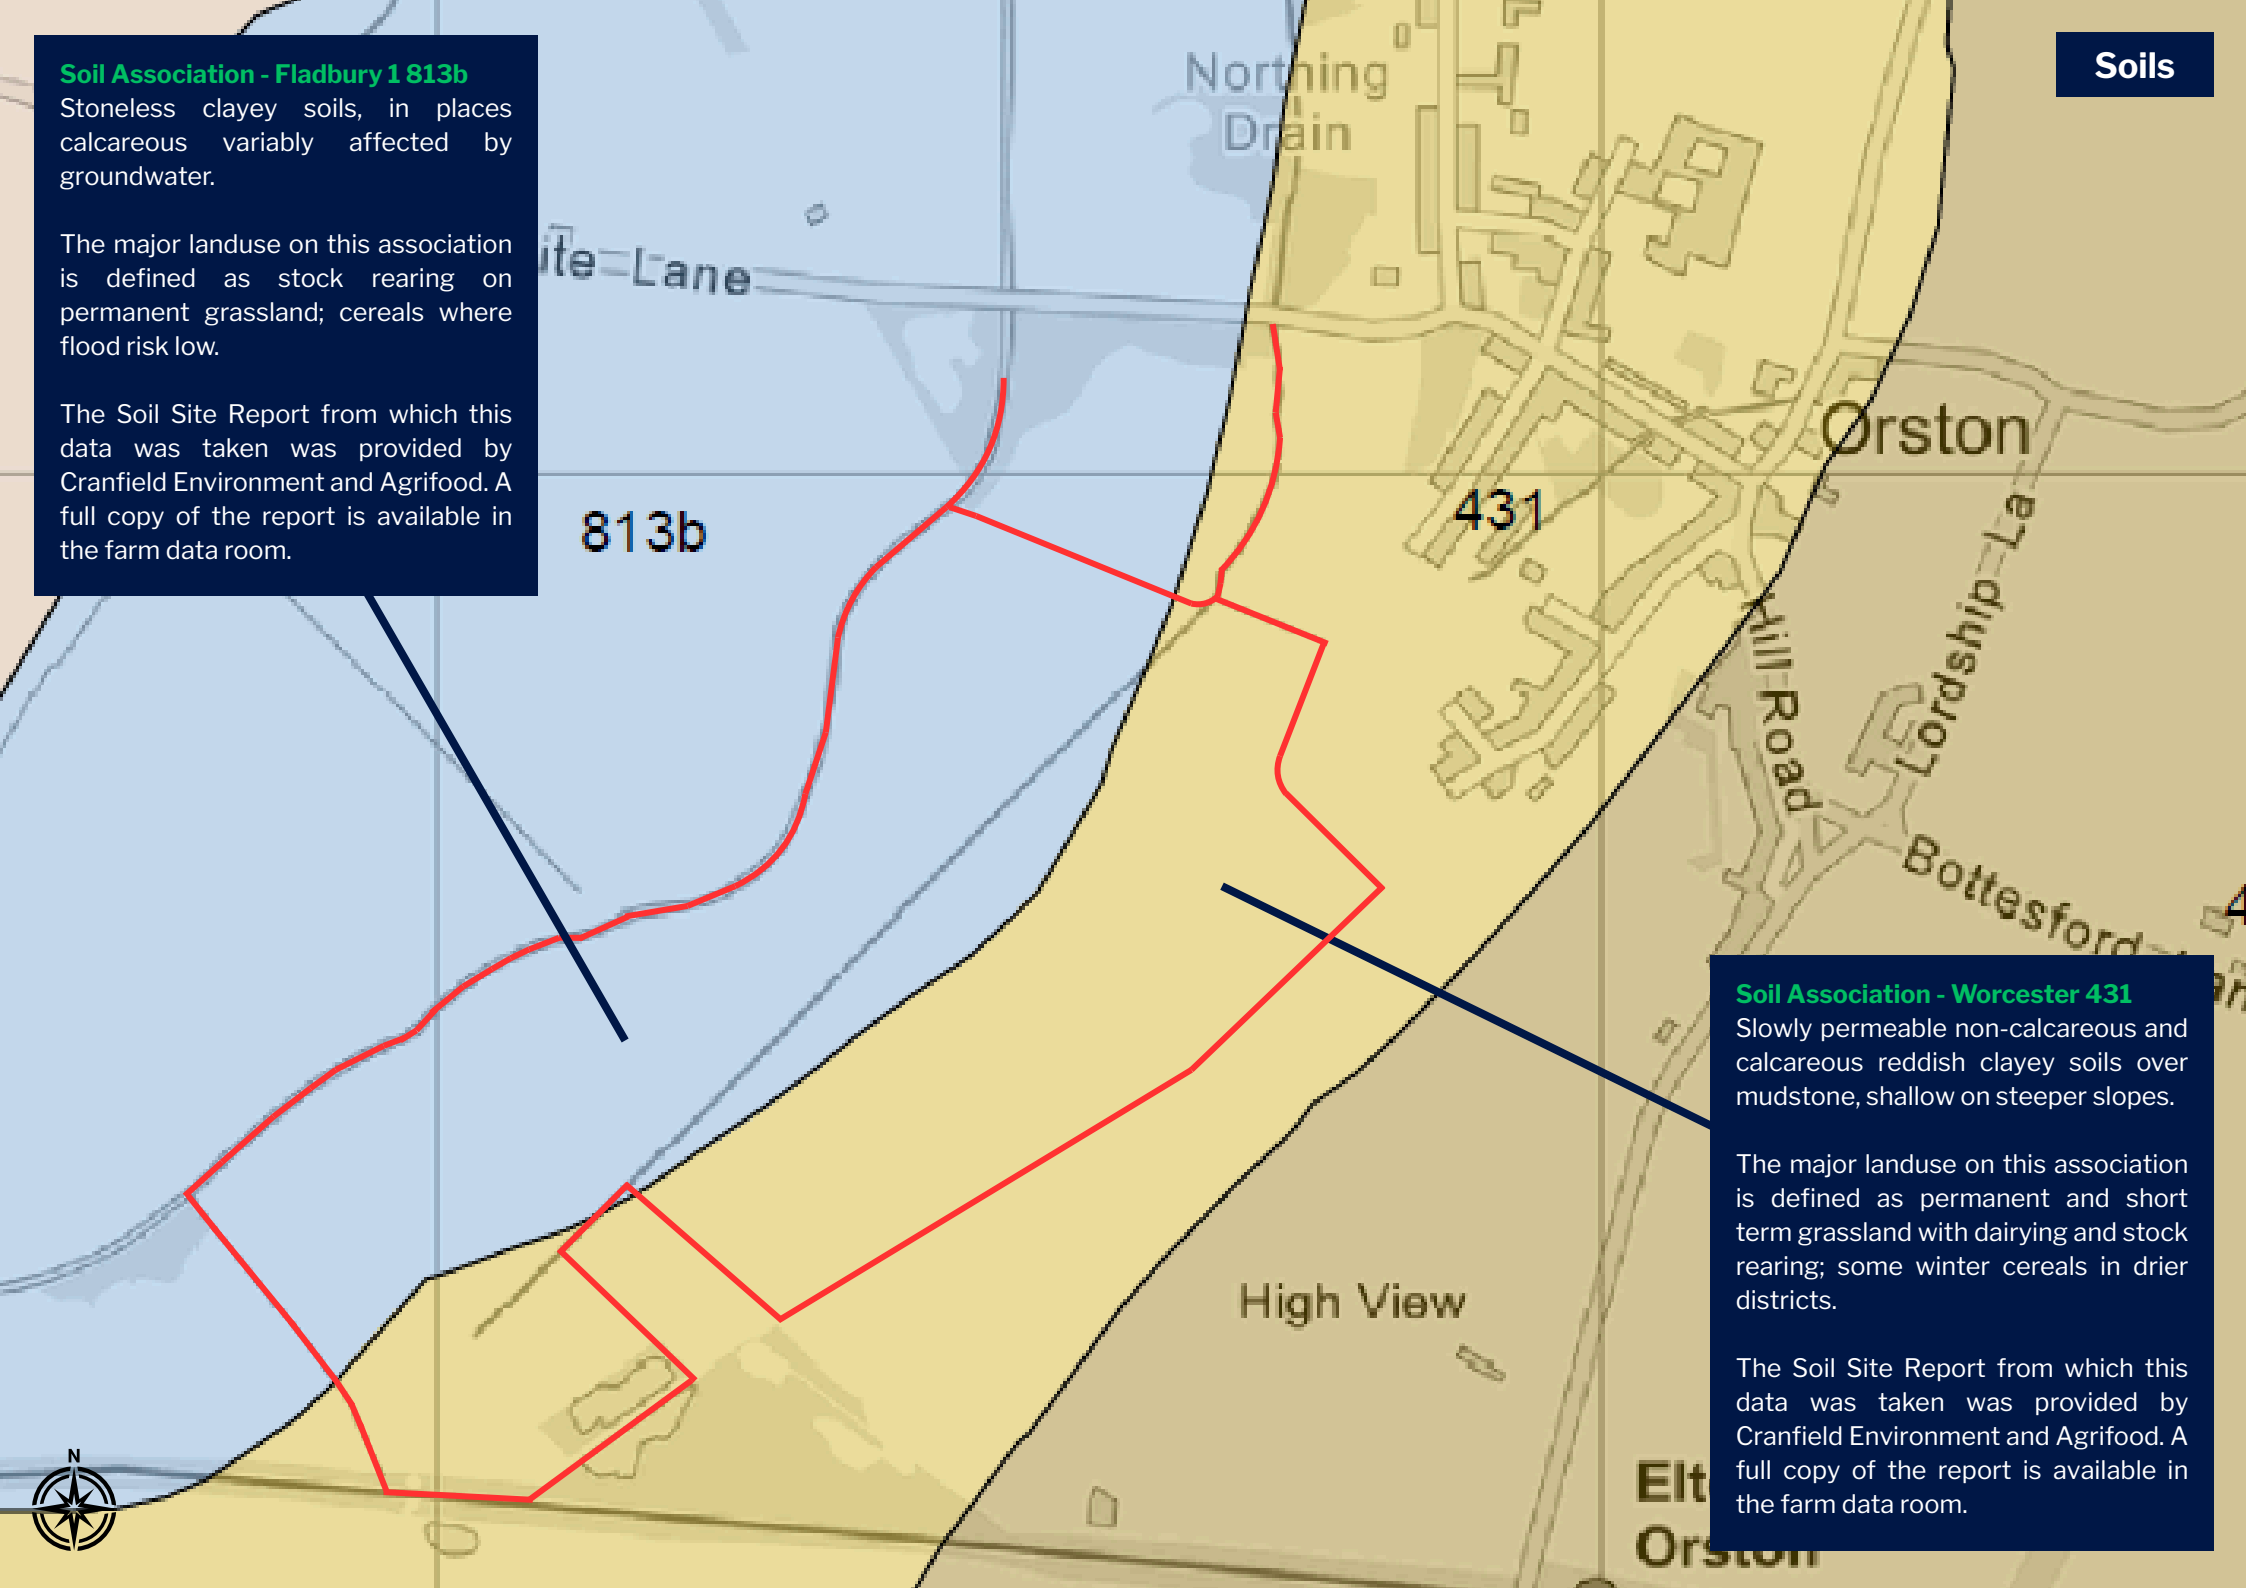 Soils
Soil Association - Fladbury 1 813b
Stoneless clayey soils, in places
calcareous variably affected by
groundwater.
The major landuse on this association
is defined as stock rearing on
permanent grassland; cereals where
flood risk low.
The Soil Site Report from which this
data was taken was provided by
Cranfield Environment and Agrifood. A
full copy of the report is available in
the farm data room.
Northing
Drain
ite Lane
813b
431
Orston
Lordship La
Hill Road
Bottesford
4
High View
Elt
Orston
N
Soil Association - Worcester 431
Slowly permeable non-calcareous and
calcareous reddish clayey soils over
mudstone, shallow on steeper slopes.
The major landuse on this association
is defined as permanent and short
term grassland with dairying and stock
rearing; some winter cereals in drier
districts.
The Soil Site Report from which this
data was taken was provided by
Cranfield Environment and Agrifood. A
full copy of the report is available in
the farm data room.